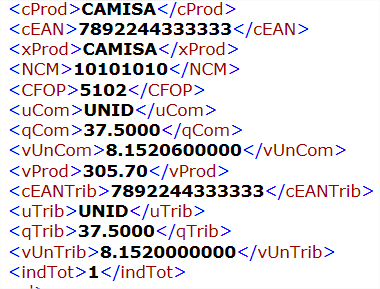 <cProd>CAMISA</cProd>
<cEAN>7892244333333</cEAN>
<xProd>CAMISA</xProd>
<NCM>10101010</NCM>
<CFOP>5102</CFOP>
<uCom>UNID</uCom>
<qCom>37.5000</qCom>
<vUnCom>8.1520600000</vUnCom>
<vProd>305.70</vProd>
<cEANTrib>7892244333333</cEANTrib>
<uTrib>UNID</uTrib>
<qTrib>37.5000</qTrib>
<vUnTrib>8.1520000000</vUnTrib>
<indTot>1</indTot>